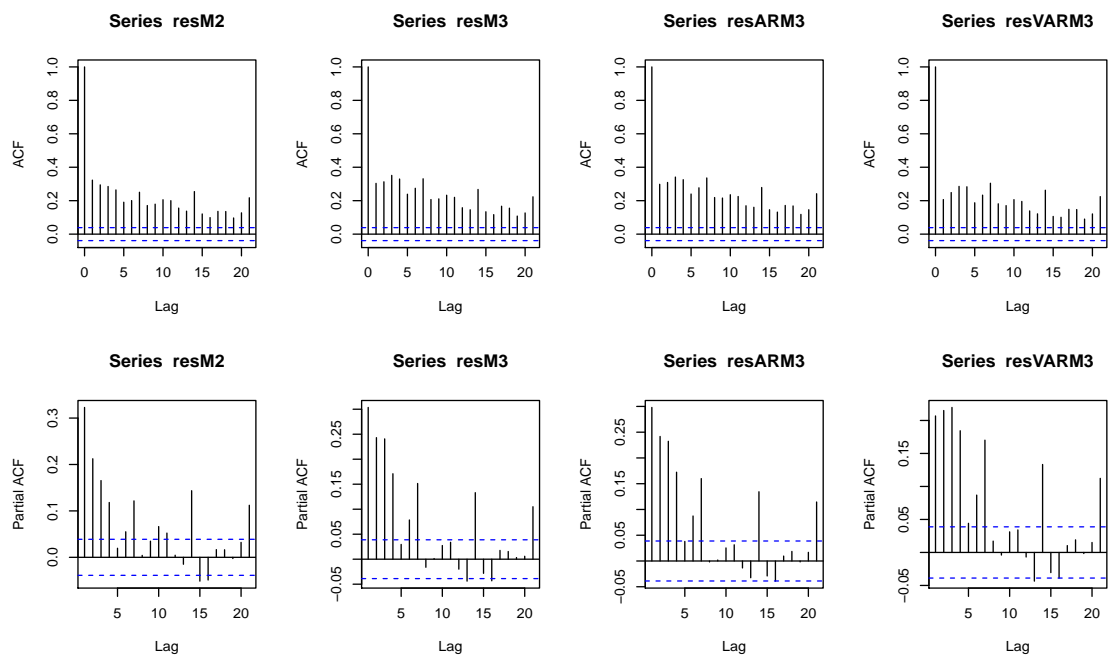 Series resM2
Series resM3
Series resARM3
Series resVARM3
ACF
0.0 0.2 0.4 0.6 0.8 1.0
0 5 10 15 20
Lag
ACF
0.0 0.2 0.4 0.6 0.8 1.0
0 5 10 15 20
Lag
ACF
0.0 0.2 0.4 0.6 0.8 1.0
0 5 10 15 20
Lag
ACF
0.0 0.2 0.4 0.6 0.8 1.0
0 5 10 15 20
Lag
Series resM2
Series resM3
Series resARM3
Series resVARM3
Partial ACF
0.0 0.1 0.2 0.3
5 10 15 20
Lag
Partial ACF
−0.05 0.05 0.15 0.25
5 10 15 20
Lag
Partial ACF
−0.05 0.05 0.15 0.25
5 10 15 20
Lag
Partial ACF
−0.05 0.05 0.15
5 10 15 20
Lag